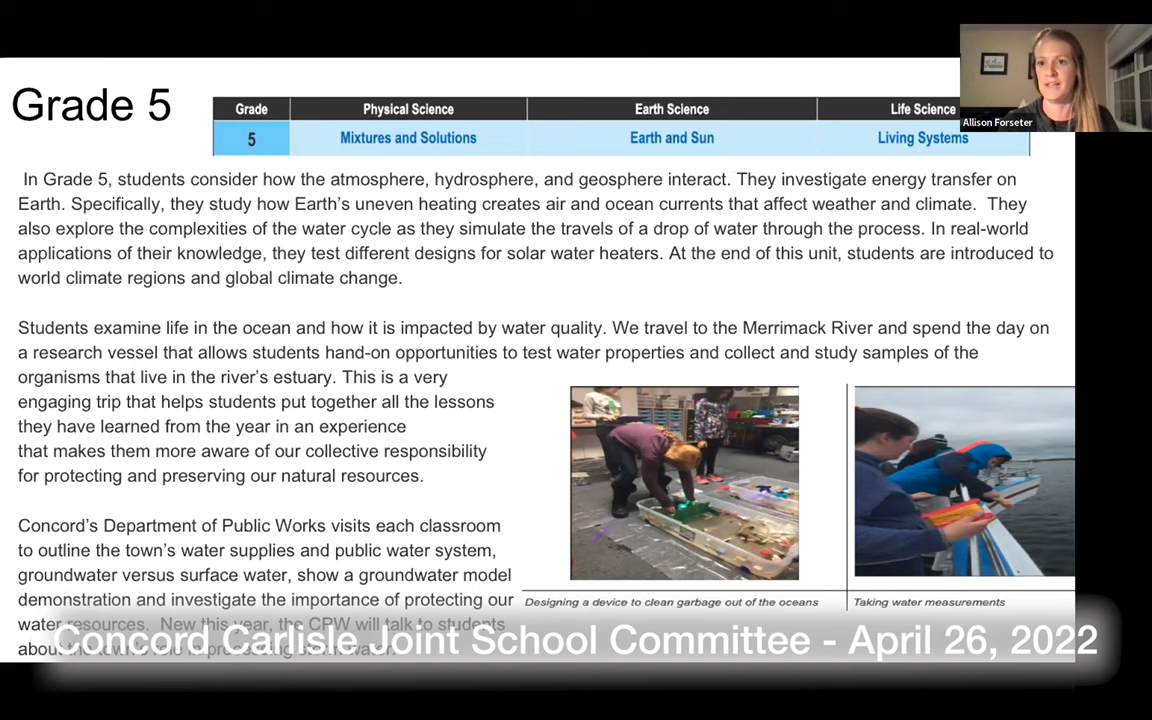 Grade 5
Grade Physical Science Earth Science Life Science
5 Mixtures and Solutions Earth and Sun Living Systems
Allison Forseter
In Grade 5, students consider how the atmosphere, hydrosphere, and geosphere interact. They investigate energy transfer on
Earth. Specifically, they study how Earth's uneven heating creates air and ocean currents that affect weather and climate. They
also explore the complexities of the water cycle as they simulate the travels of a drop of water through the process. In real-world
applications of their knowledge, they test different designs for solar water heaters. At the end of this unit, students are introduced to
world climate regions and global climate change.
Students examine life in the ocean and how it is impacted by water quality. We travel to the Merrimack River and spend the day on
a research vessel that allows students hand-on opportunities to test water properties and collect and study samples of the
organisms that live in the river's estuary. This is a very
engaging trip that helps students put together all the lessons
they have learned from the year in an experience
that makes them more aware of our collective responsibility
for protecting and preserving our natural resources.
Concord's Department of Public Works visits each classroom
to outline the town's water supplies and public water system,
groundwater versus surface water, show a groundwater model
demonstration and investigate the importance of protecting our
water resources. New this year, the CPW will talk to students
about the town's role in processing storm water.
Designing a device to clean garbage out of the oceans
Taking water measurements
Concord Carlisle Joint School Committee - April 26, 2022